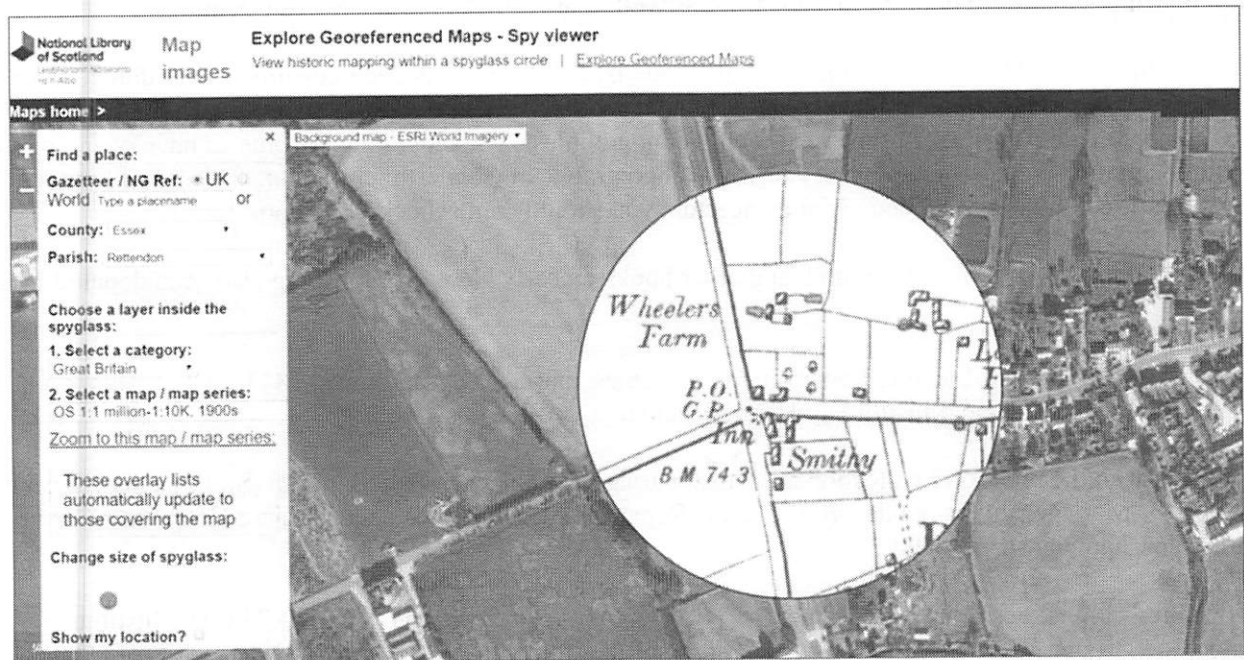 National Library
of Scotland
Map
images
Explore Georeferenced Maps - Spy viewer
View historic mapping within a spyglass circle | Explore Georeferenced Maps
Maps home >
×
Background map - ESRI World Imagery
+
−
Find a place:
Gazetteer / NG Ref: UK
World Type a placename or
County: Essex
Parish: Rettendon
Choose a layer inside the
spyglass:
1. Select a category:
Great Britain
2. Select a map / map series:
OS 1:1 million-1:10K, 1900s
Zoom to this map / map series:
These overlay lists
automatically update to
those covering the map
Change size of spyglass:
Show my location?
Wheelers
Farm
P.O.
G.P.
Inn
Smithy
B.M. 74.3